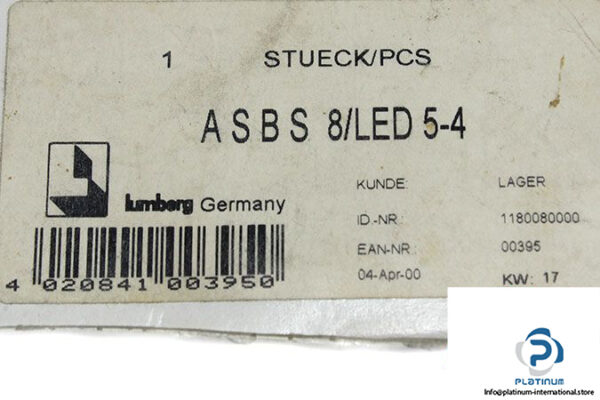 1 STUECK/PCS
ASBS 8/LED 5-4
lumberg Germany
KUNDE: LAGER
ID.-NR.: 1180080000
EAN-NR: 00395
04-Apr-00 KW: 17
4 020841 003950
PLATINUM
Info@platinum-international.store